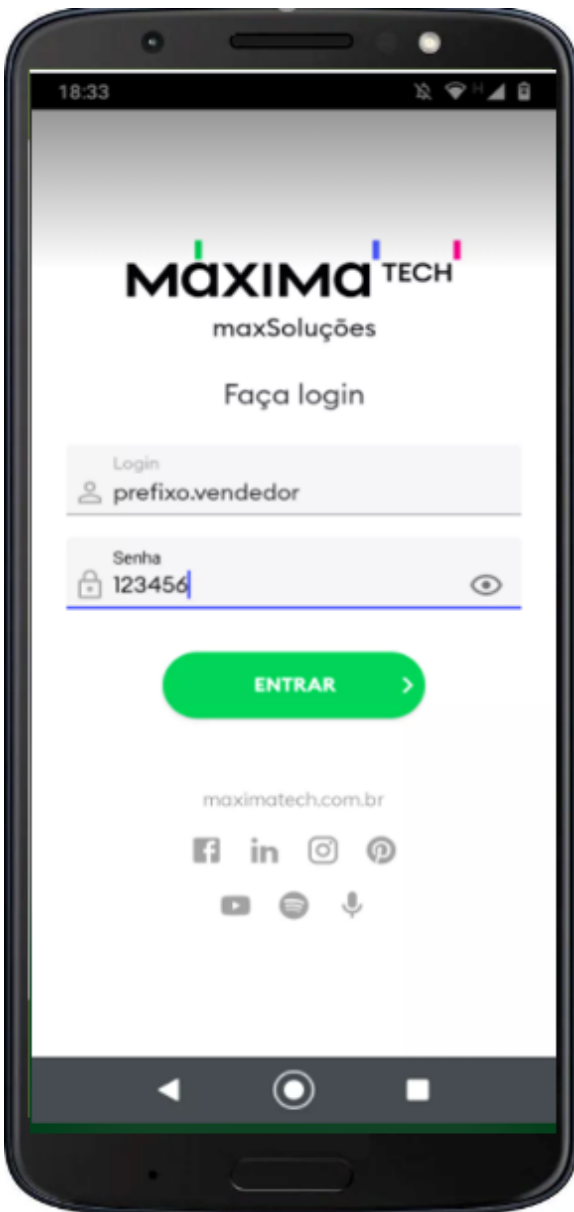 18:33
H
MÁXIMA TECH
maxSoluções
Faça login
Login
prefixo.vendedor
Senha
123456
ENTRAR
maximatech.com.br